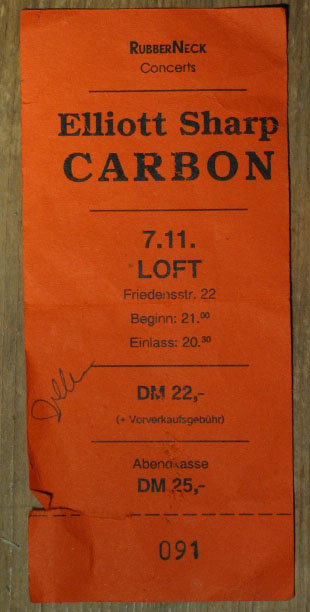 RUBBERNECK
Concerts
Elliott Sharp
CARBON
7.11.
LOFT
Friedensstr. 22
Beginn: 21.00
Einlass: 20.30
DM 22,-
(+ Vorverkaufsgebühr)
Abendkasse
DM 25,-
091